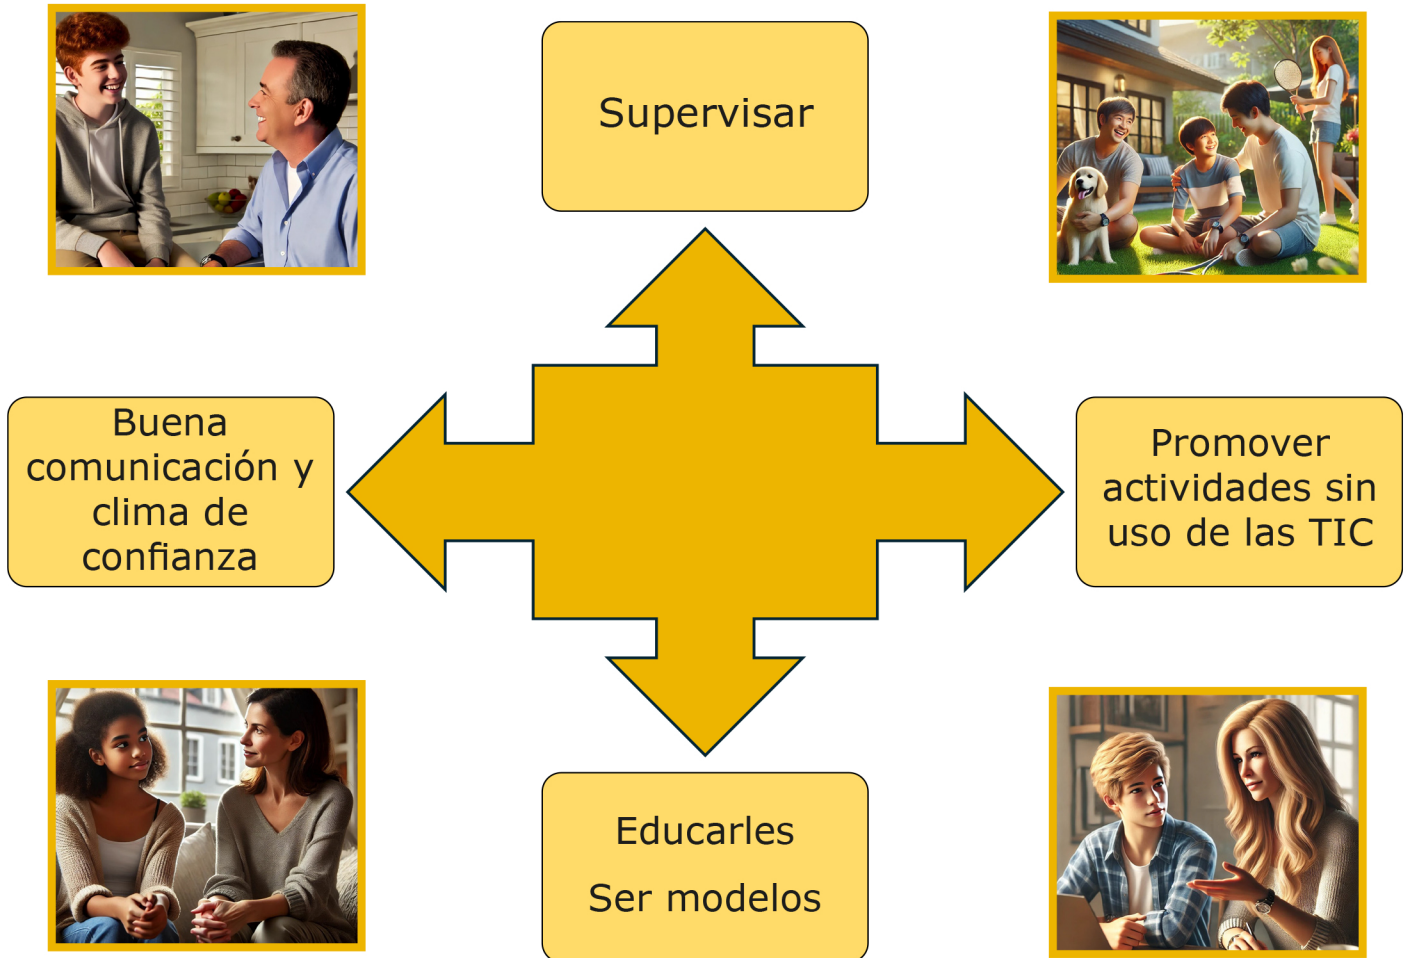 Supervisar
Buena
comunicación y
clima de
confianza
Promover
actividades sin
uso de las TIC
Educarles
Ser modelos